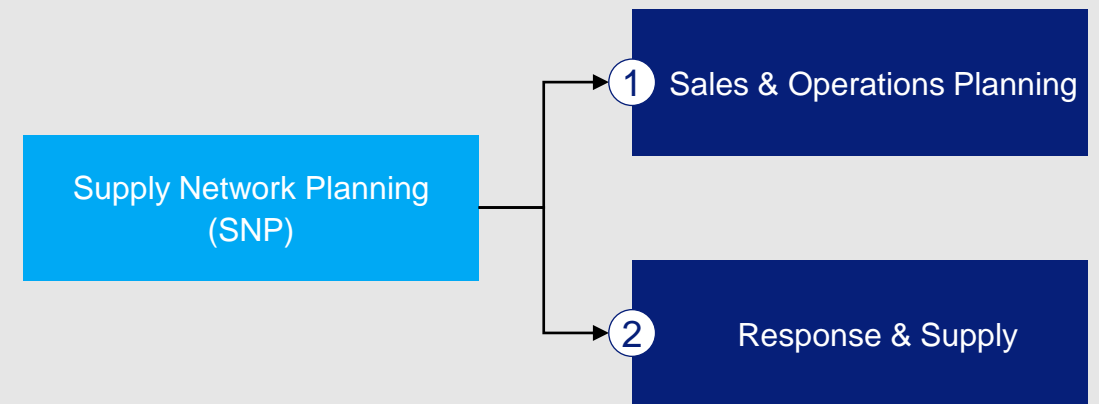 1 Sales & Operations Planning
Supply Network Planning
(SNP)
2 Response & Supply